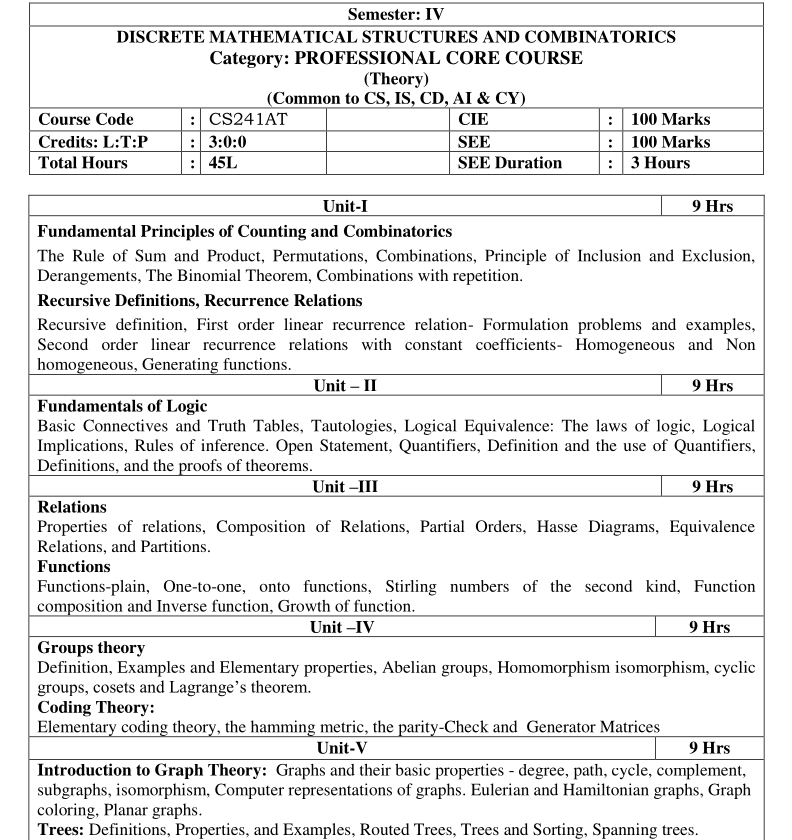 Semester: IV
DISCRETE MATHEMATICAL STRUCTURES AND COMBINATORICS
Category: PROFESSIONAL CORE COURSE
(Theory)
(Common to CS, IS, CD, AI & CY)
Course Code : CS241AT CIE : 100 Marks
Credits: L:T:P : 3:0:0 SEE : 100 Marks
Total Hours : 45L SEE Duration : 3 Hours
Unit-I 9 Hrs
Fundamental Principles of Counting and Combinatorics
The Rule of Sum and Product, Permutations, Combinations, Principle of Inclusion and Exclusion,
Derangements, The Binomial Theorem, Combinations with repetition.
Recursive Definitions, Recurrence Relations
Recursive definition, First order linear recurrence relation- Formulation problems and examples,
Second order linear recurrence relations with constant coefficients- Homogeneous and Non
homogeneous, Generating functions.
Unit – II 9 Hrs
Fundamentals of Logic
Basic Connectives and Truth Tables, Tautologies, Logical Equivalence: The laws of logic, Logical
Implications, Rules of inference. Open Statement, Quantifiers, Definition and the use of Quantifiers,
Definitions, and the proofs of theorems.
Unit –III 9 Hrs
Relations
Properties of relations, Composition of Relations, Partial Orders, Hasse Diagrams, Equivalence
Relations, and Partitions.
Functions
Functions-plain, One-to-one, onto functions, Stirling numbers of the second kind, Function
composition and Inverse function, Growth of function.
Unit –IV 9 Hrs
Groups theory
Definition, Examples and Elementary properties, Abelian groups, Homomorphism isomorphism, cyclic
groups, cosets and Lagrange’s theorem.
Coding Theory:
Elementary coding theory, the hamming metric, the parity-Check and Generator Matrices
Unit-V 9 Hrs
Introduction to Graph Theory: Graphs and their basic properties - degree, path, cycle, complement,
subgraphs, isomorphism, Computer representations of graphs. Eulerian and Hamiltonian graphs, Graph
coloring, Planar graphs.
Trees: Definitions, Properties, and Examples, Routed Trees, Trees and Sorting, Spanning trees.